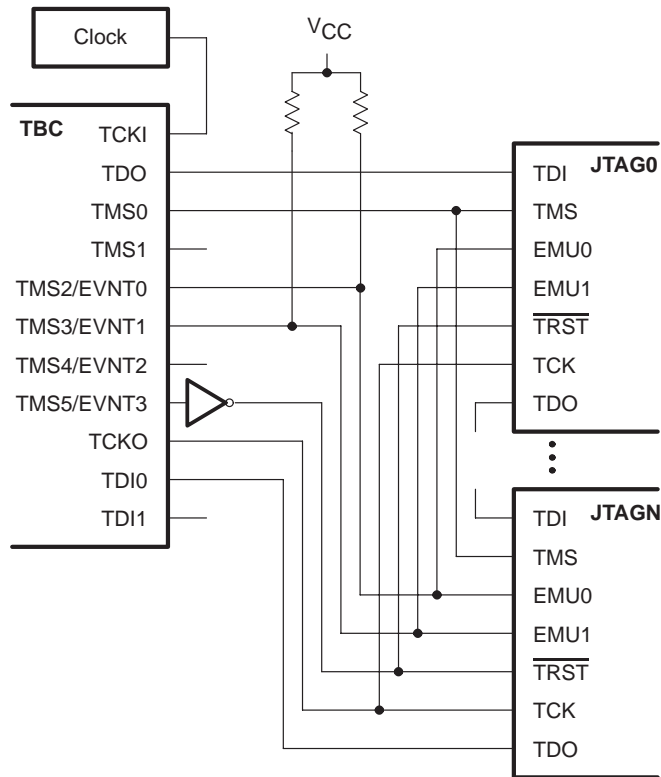 Clock
VCC
TBC
TCKI
TDO
TMS0
TMS1
TMS2/EVNT0
TMS3/EVNT1
TMS4/EVNT2
TMS5/EVNT3
TCKO
TDI0
TDI1
JTAG0
TDI
TMS
EMU0
EMU1
TRST
TCK
TDO
JTAGN
TDI
TMS
EMU0
EMU1
TRST
TCK
TDO